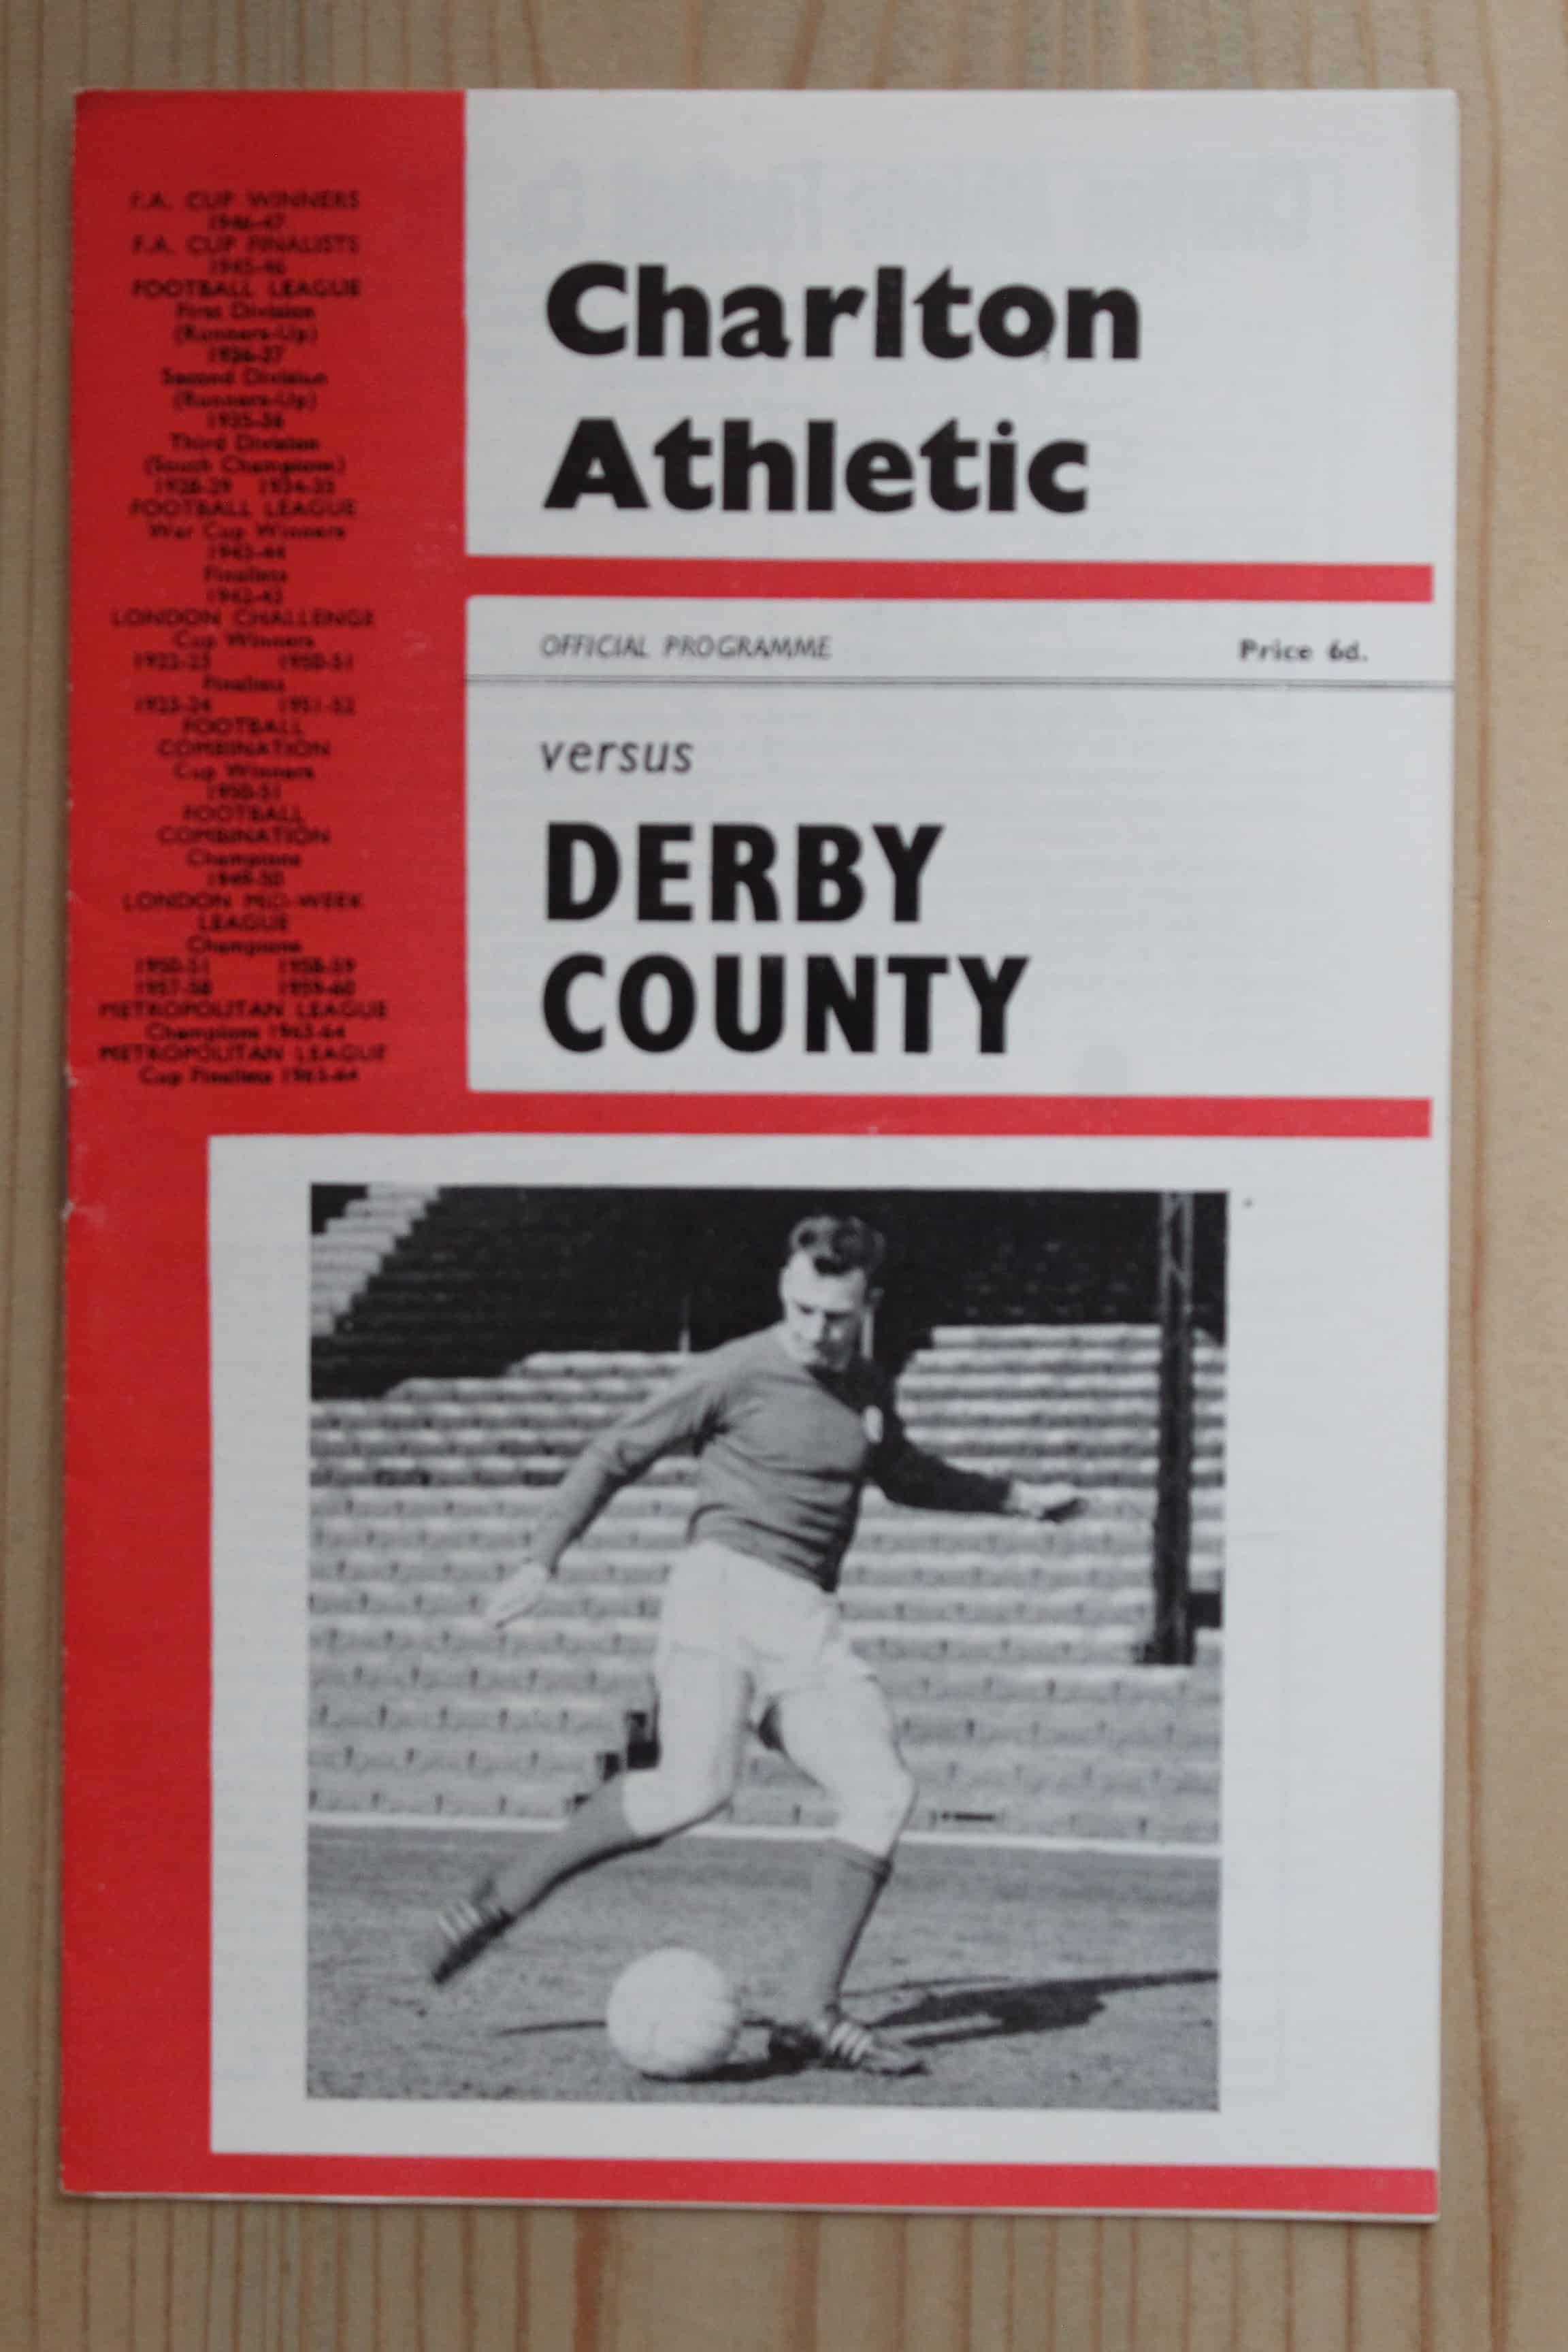 F.A. CUP WINNERS
1946-47
F.A. CUP FINALISTS
1945-46
FOOTBALL LEAGUE
First Division
(Runners-Up)
1936-37
Second Division
(Runners-Up)
1935-36
Third Division
(South Champions)
1928-29 1934-35
FOOTBALL LEAGUE
War Cup Winners
1943-44
Finalists
1942-43
LONDON CHALLENGE
Cup Winners
1922-23 1950-51
Finalists
1923-24 1951-52
FOOTBALL
COMBINATION
Cup Winners
1950-51
FOOTBALL
COMBINATION
Champions
1949-50
LONDON MID-WEEK
LEAGUE
Champions
1950-51 1958-59
1957-58 1959-60
METROPOLITAN LEAGUE
Champions 1963-64
METROPOLITAN LEAGUE
Cup Finalists 1963-64
Charlton
Athletic
OFFICIAL PROGRAMME Price 6d.
versus
DERBY
COUNTY